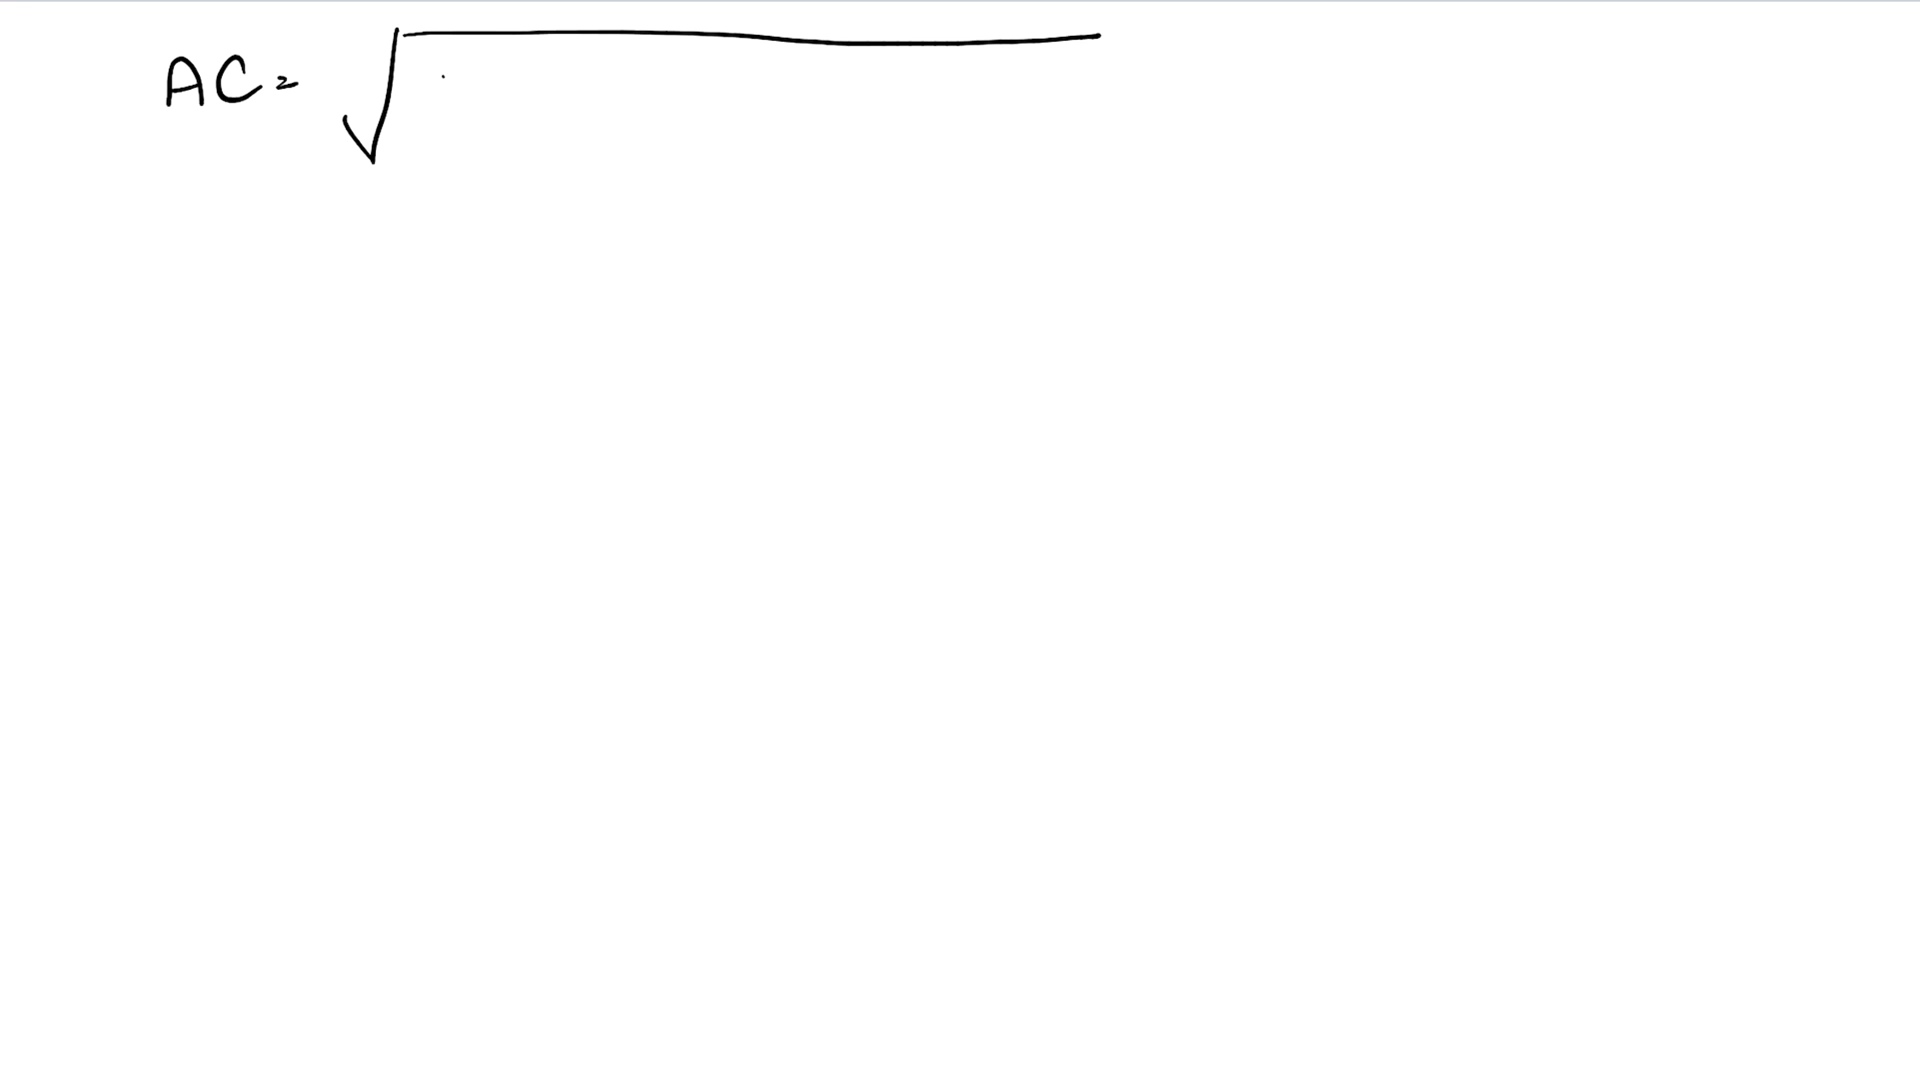 AC = √